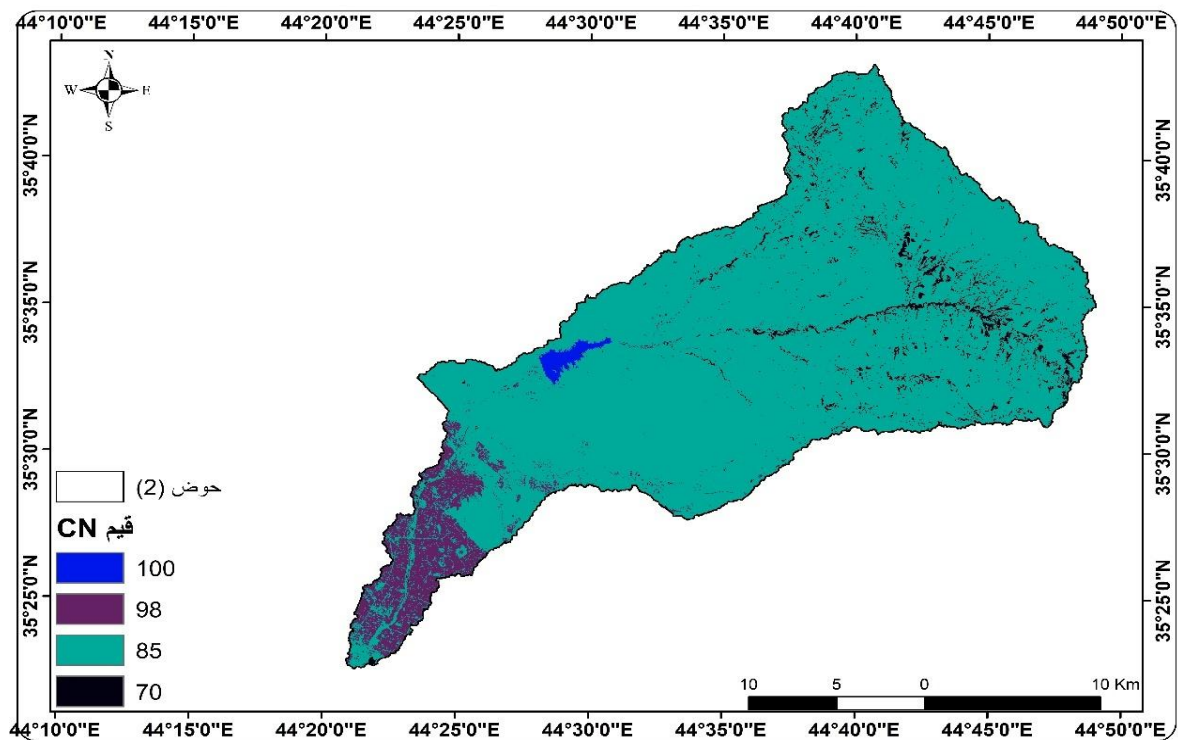 44°10'0"E 44°15'0"E 44°20'0"E 44°25'0"E 44°30'0"E 44°35'0"E 44°40'0"E 44°45'0"E 44°50'0"E
N
W E
S
35°40'0"N 35°40'0"N
35°35'0"N 35°35'0"N
35°30'0"N 35°30'0"N
حوض (2)
قيم CN
100
98
85
70
35°25'0"N 35°25'0"N
10 5 0 10 Km
44°10'0"E 44°15'0"E 44°20'0"E 44°25'0"E 44°30'0"E 44°35'0"E 44°40'0"E 44°45'0"E 44°50'0"E